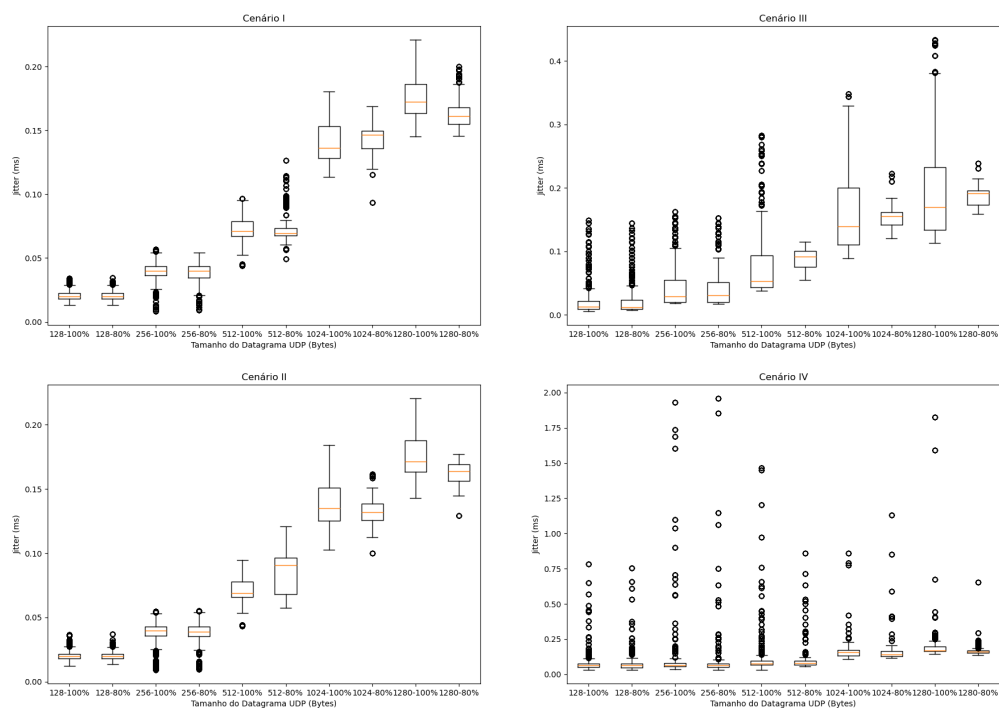 Cenário I
0.20
0.15
0.10
0.05
0.00
Jitter (ms)
128-100% 128-80% 256-100% 256-80% 512-100% 512-80% 1024-100% 1024-80% 1280-100% 1280-80%
Tamanho do Datagrama UDP (Bytes)
Cenário III
0.4
0.3
0.2
0.1
0.0
Jitter (ms)
128-100% 128-80% 256-100% 256-80% 512-100% 512-80% 1024-100% 1024-80% 1280-100% 1280-80%
Tamanho do Datagrama UDP (Bytes)
Cenário II
0.20
0.15
0.10
0.05
0.00
Jitter (ms)
128-100% 128-80% 256-100% 256-80% 512-100% 512-80% 1024-100% 1024-80% 1280-100% 1280-80%
Tamanho do Datagrama UDP (Bytes)
Cenário IV
2.00
1.75
1.50
1.25
1.00
0.75
0.50
0.25
0.00
Jitter (ms)
128-100% 128-80% 256-100% 256-80% 512-100% 512-80% 1024-100% 1024-80% 1280-100% 1280-80%
Tamanho do Datagrama UDP (Bytes)